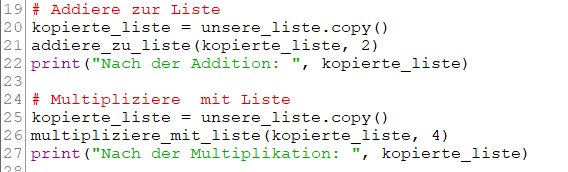 19 # Addiere zur Liste
20 kopierte_liste = unsere_liste.copy()
21 addiere_zu_liste(kopierte_liste, 2)
22 print("Nach der Addition: ", kopierte_liste)
23
24 # Multipliziere  mit Liste
25 kopierte_liste = unsere_liste.copy()
26 multipliziere_mit_liste(kopierte_liste, 4)
27 print("Nach der Multiplikation: ", kopierte_liste)